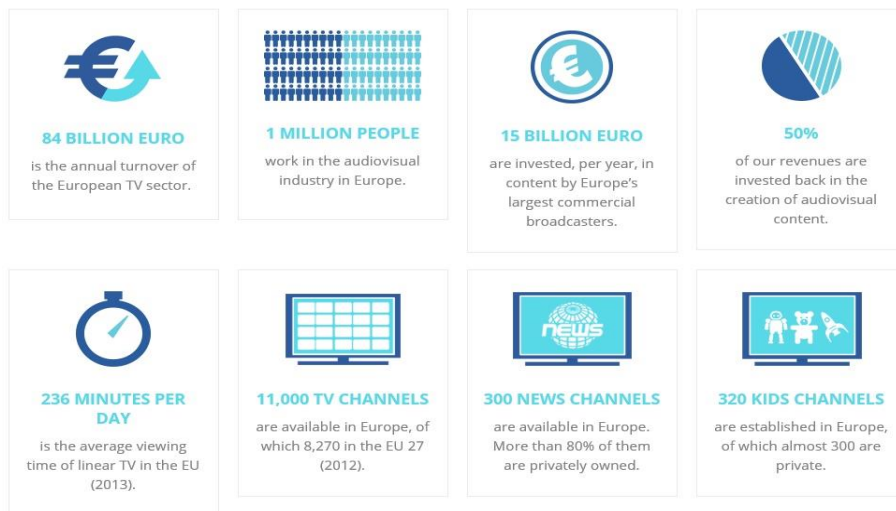 84 BILLION EURO
is the annual turnover of
the European TV sector.
1 MILLION PEOPLE
work in the audiovisual
industry in Europe.
15 BILLION EURO
are invested, per year, in
content by Europe's
largest commercial
broadcasters.
50%
of our revenues are
invested back in the
creation of audiovisual
content.
236 MINUTES PER
DAY
is the average viewing
time of linear TV in the EU
(2013).
11,000 TV CHANNELS
are available in Europe, of
which 8,270 in the EU 27
(2012).
NEWS
300 NEWS CHANNELS
are available in Europe.
More than 80% of them
are privately owned.
320 KIDS CHANNELS
are established in Europe,
of which almost 300 are
private.